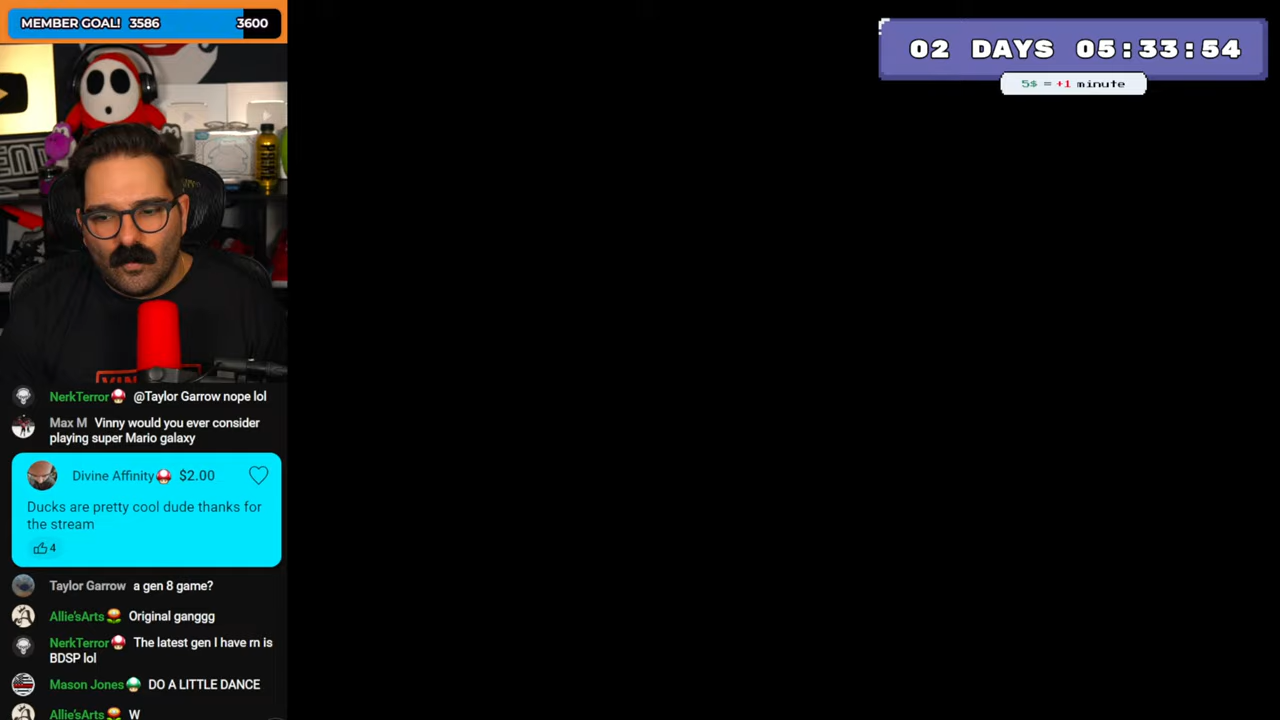 MEMBER GOAL! 3586 3600
02 DAYS 05:33:54
5$ = +1 minute
NerkTerror @Taylor Garrow nope lol
Max M Vinny would you ever consider
playing super Mario galaxy
Divine Affinity $2.00
Ducks are pretty cool dude thanks for
the stream
4
Taylor Garrow a gen 8 game?
Allie'sArts Original ganggg
NerkTerror The latest gen I have rn is
BDSP lol
Mason Jones DO A LITTLE DANCE
Allie'sArts W